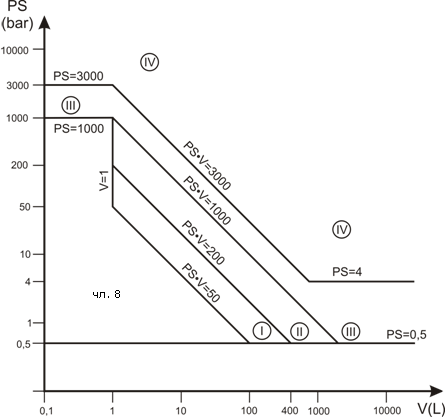 PS
(bar)
10000
IV
3000
PS=3000
III
1000
PS=1000
V=1
PS•V=3000
PS•V=1000
200
PS•V=200
50
PS•V=50
IV
10
4
PS=4
чл. 8
1
I
II
III
0,5
PS=0,5
0,1
1
10
100
400
1000
10000
V(L)